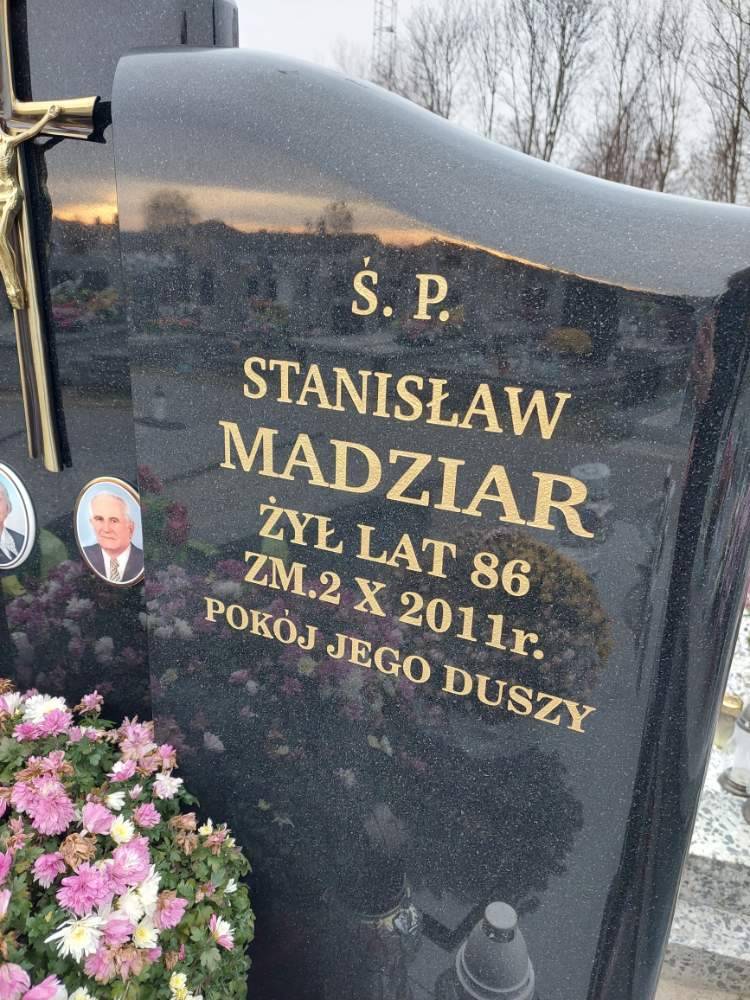 Ś. P.
STANISŁAW
MADZIAR
ŻYŁ LAT 86
ZM.2 X 2011r.
POKÓJ JEGO DUSZY